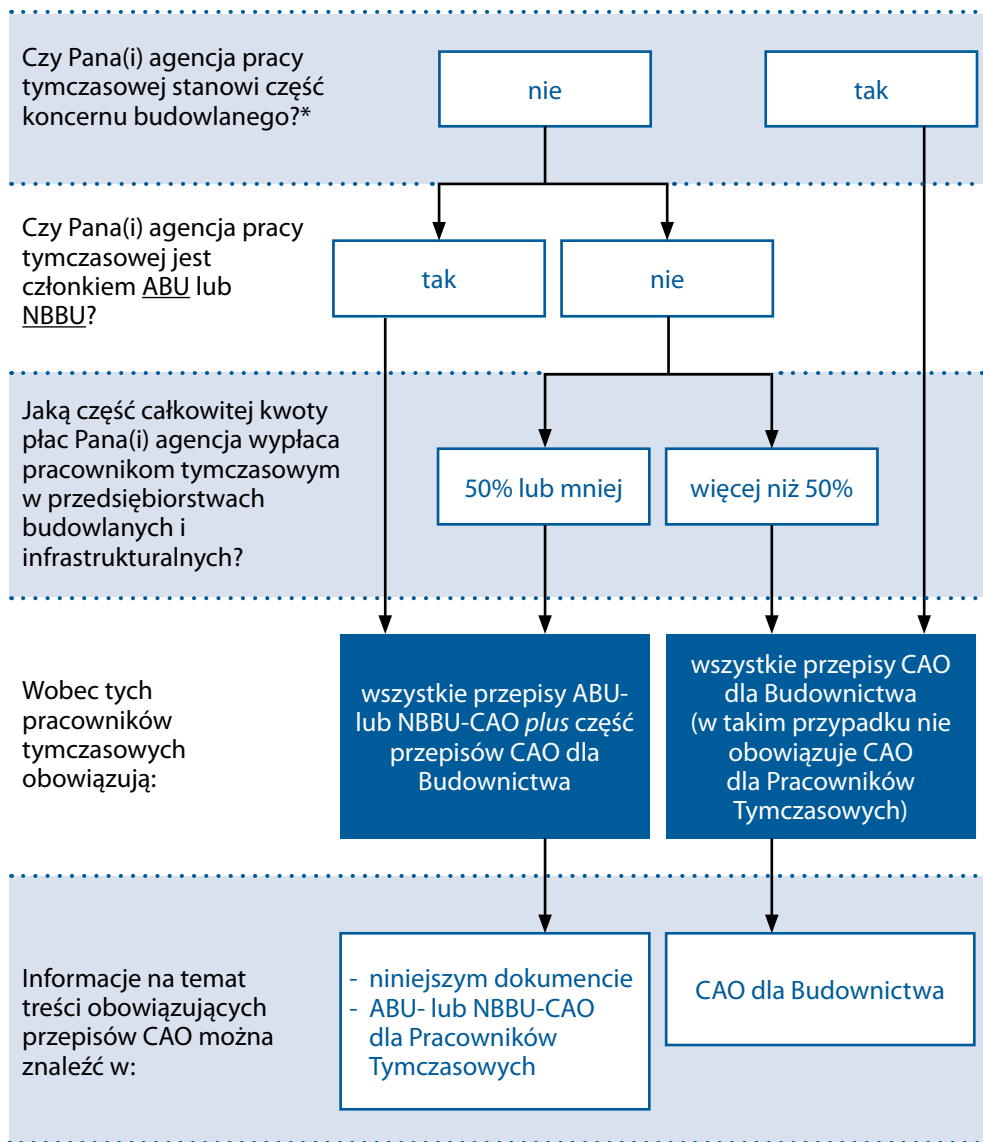 Czy Pana(i) agencja pracy
tymczasowej stanowi część
koncernu budowlanego?*
nie
tak
Czy Pana(i) agencja pracy
tymczasowej jest
członkiem ABU lub
NBBU?
tak
nie
Jaką część całkowitej kwoty
płac Pana(i) agencja wypłaca
pracownikom tymczasowym
w przedsiębiorstwach
budowlanych i
infrastrukturalnych?
50% lub mniej
więcej niż 50%
Wobec tych
pracowników
tymczasowych
obowiązują:
wszystkie przepisy ABU-
lub NBBU-CAO plus część
przepisów CAO dla
Budownictwa
wszystkie przepisy CAO
dla Budownictwa
(w takim przypadku nie
obowiązuje CAO
dla Pracowników
Tymczasowych)
Informacje na temat
treści obowiązujących
przepisów CAO można
znaleźć w:
- niniejszym dokumencie
- ABU- lub NBBU-CAO
dla Pracowników
Tymczasowych
CAO dla Budownictwa